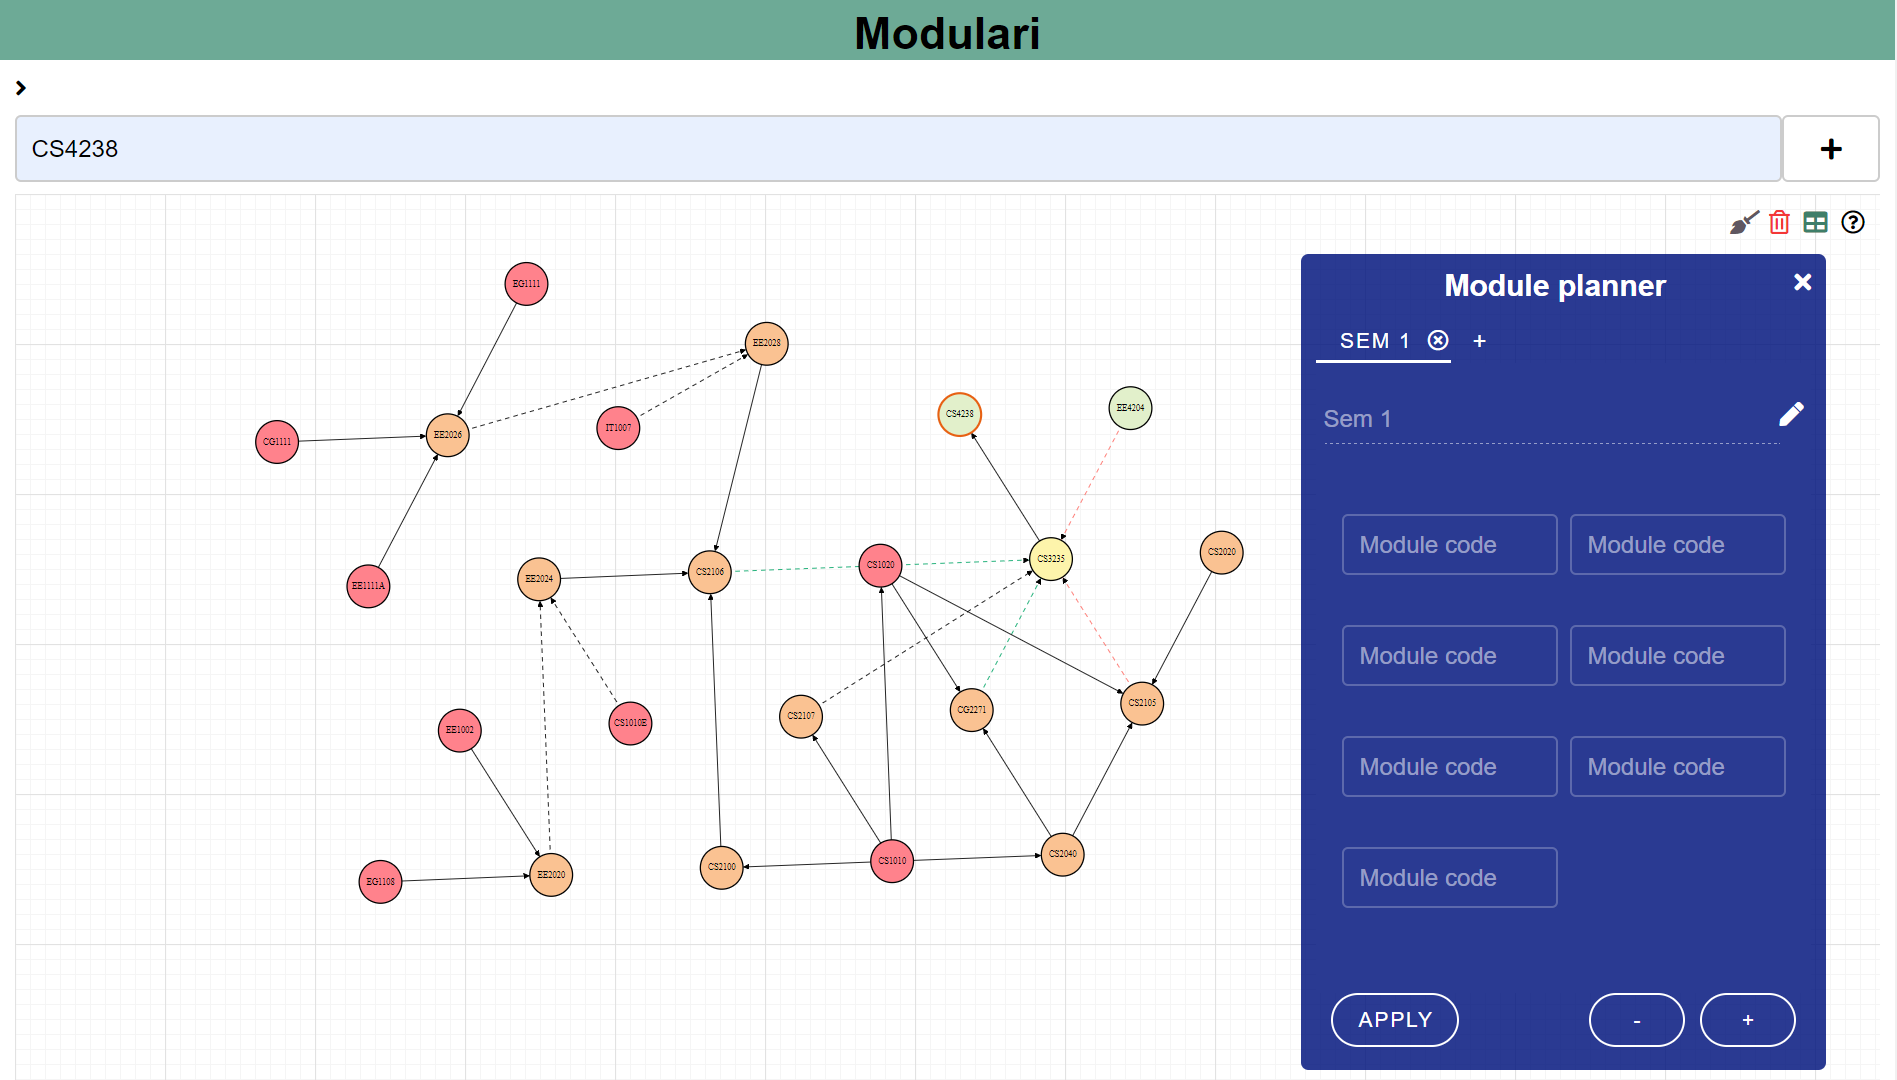 Modulari
CS4238
+
EG1111
EE2028
CS4238
EE4204
CG1111
EE2026
IT1007
CS2020
CS3235
CS1020
CS2106
EE2024
EE1111A
CS2105
CG2271
CS2107
CS1010E
EE1002
CS2040
CS1010
CS2100
EE2020
EG1108
Module planner
SEM 1 +
Sem 1
Module code Module code
Module code Module code
Module code Module code
Module code
APPLY - +